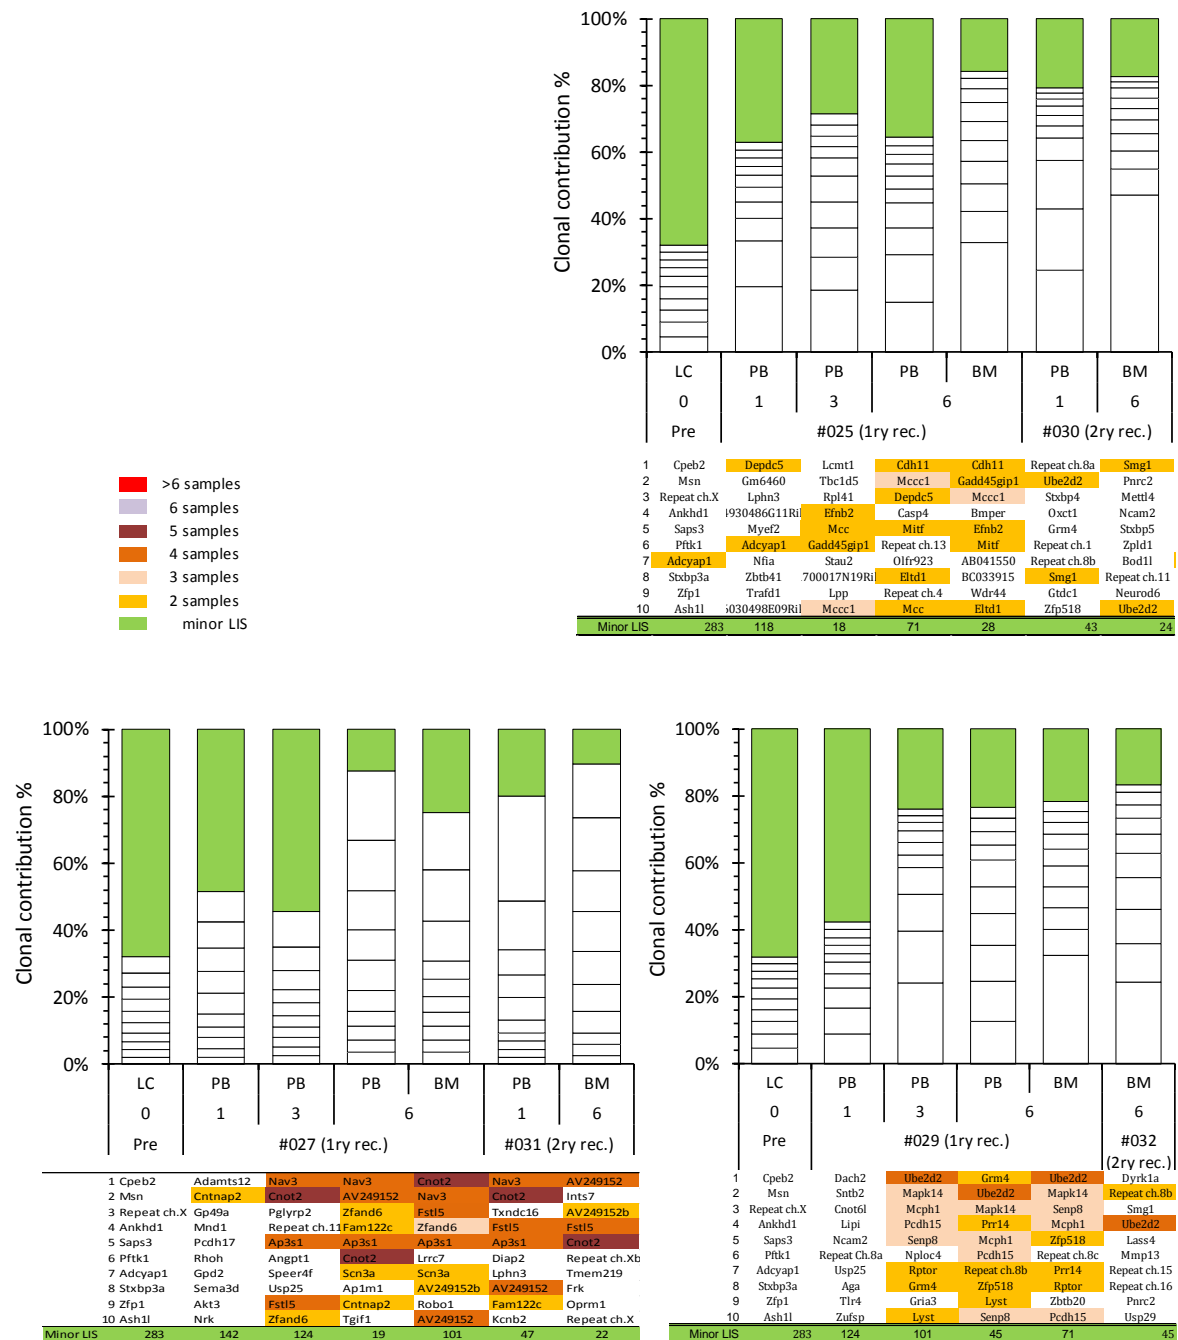 100%
80%
60%
40%
20%
0%
Clonal contribution %
LC PB PB PB BM PB BM
0 1 3 6 1 6
Pre #025 (1ry rec.) #030 (2ry rec.)
1 Cpeb2 Depdc5 Lcmt1 Cdh11 Cdh11 Repeat ch.8a Smg1
2 Msn Gm6460 Tbc1d5 Mccc1 Gadd45gip1 Ube2d2 Pnrc2
3 Repeat ch.X Lphn3 Rpl41 Depdc5 Mccc1 Stxbp4 Mettl4
4 Ankhd1 4930486G11Ri Efnb2 Casp4 Bmper Oxct1 Ncam2
5 Saps3 Myef2 Mcc Mitf Efnb2 Grm4 Stxbp5
6 Pftk1 Adcyap1 Gadd45gip1 Repeat ch.13 Mitf Repeat ch.1 Zpld1
7 Adcyap1 Nfia Stau2 Olfr923 AB041550 Repeat ch.8b Bod1l
8 Stxbp3a Zbtb41 700017N19Ri Eltd1 BC033915 Smg1 Repeat ch.11
9 Zfp1 Trafd1 Lpp Repeat ch.4 Wdr44 Gtdc1 Neurod6
10 Ash1l 5030498E09Ri Mccc1 Mcc Eltd1 Zfp518 Ube2d2
Minor LIS 283 118 18 71 28 43 24
>6 samples
6 samples
5 samples
4 samples
3 samples
2 samples
minor LIS
100%
80%
60%
40%
20%
0%
Clonal contribution %
LC PB PB PB BM PB BM
0 1 3 6 1 6
Pre #027 (1ry rec.) #031 (2ry rec.)
1 Cpeb2 Adamts12 Nav3 Nav3 Cnot2 Nav3 AV249152
2 Msn Cntnap2 Cnot2 AV249152 Nav3 Cnot2 Ints7
3 Repeat ch.X Gp49a Pglyrp2 Zfand6 Fstl5 Txndc16 AV249152b
4 Ankhd1 Mnd1 Repeat ch.11 Fam122c Zfand6 Fstl5 Fstl5
5 Saps3 Pcdh17 Ap3s1 Ap3s1 Ap3s1 Ap3s1 Cnot2
6 Pftk1 Rhoh Angpt1 Cnot2 Lrrc7 Diap2 Repeat ch.Xb
7 Adcyap1 Gpd2 Speer4f Scn3a Scn3a Lphn3 Tmem219
8 Stxbp3a Sema3d Usp25 Ap1m1 AV249152b AV249152 Frk
9 Zfp1 Akt3 Fstl5 Cntnap2 Robo1 Fam122c Oprm1
10 Ash1l Nrk Zfand6 Tgif1 AV249152 Kcnb2 Repeat ch.X
Minor LIS 283 142 124 19 101 47 22
100%
80%
60%
40%
20%
0%
Clonal contribution %
LC PB PB PB BM BM
0 1 3 6 6
Pre #029 (1ry rec.) #032
(2ry rec.)
1 Cpeb2 Dach2 Ube2d2 Grm4 Ube2d2 Dyrk1a
2 Msn Sntb2 Mapk14 Ube2d2 Mapk14 Repeat ch.8b
3 Repeat ch.X Cnot6l Mcph1 Mapk14 Senp8 Smg1
4 Ankhd1 Lipi Pcdh15 Prr14 Mcph1 Ube2d2
5 Saps3 Ncam2 Senp8 Mcph1 Zfp518 Lass4
6 Pftk1 Repeat Ch.8a Nploc4 Pcdh15 Repeat ch.8c Mmp13
7 Adcyap1 Usp25 Rptor Repeat ch.8b Prr14 Repeat ch.15
8 Stxbp3a Aga Grm4 Zfp518 Rptor Repeat ch.16
9 Zfp1 Tlr4 Gria3 Lyst Zbtb20 Pnrc2
10 Ash1l Zufsp Lyst Senp8 Pcdh15 Usp29
Minor LIS 283 124 101 45 71 45